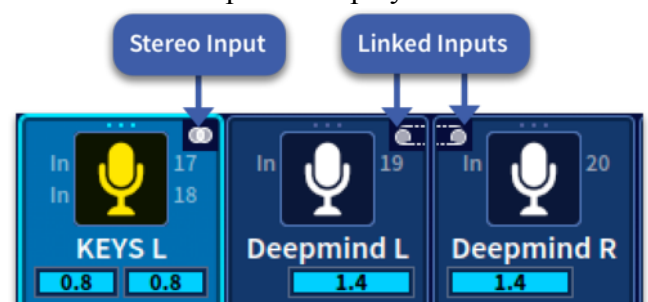 Stereo Input
Linked Inputs
In 17
In 18
In 19
In 20
KEYS L
Deepmind L
Deepmind R
0.8 0.8
1.4
1.4